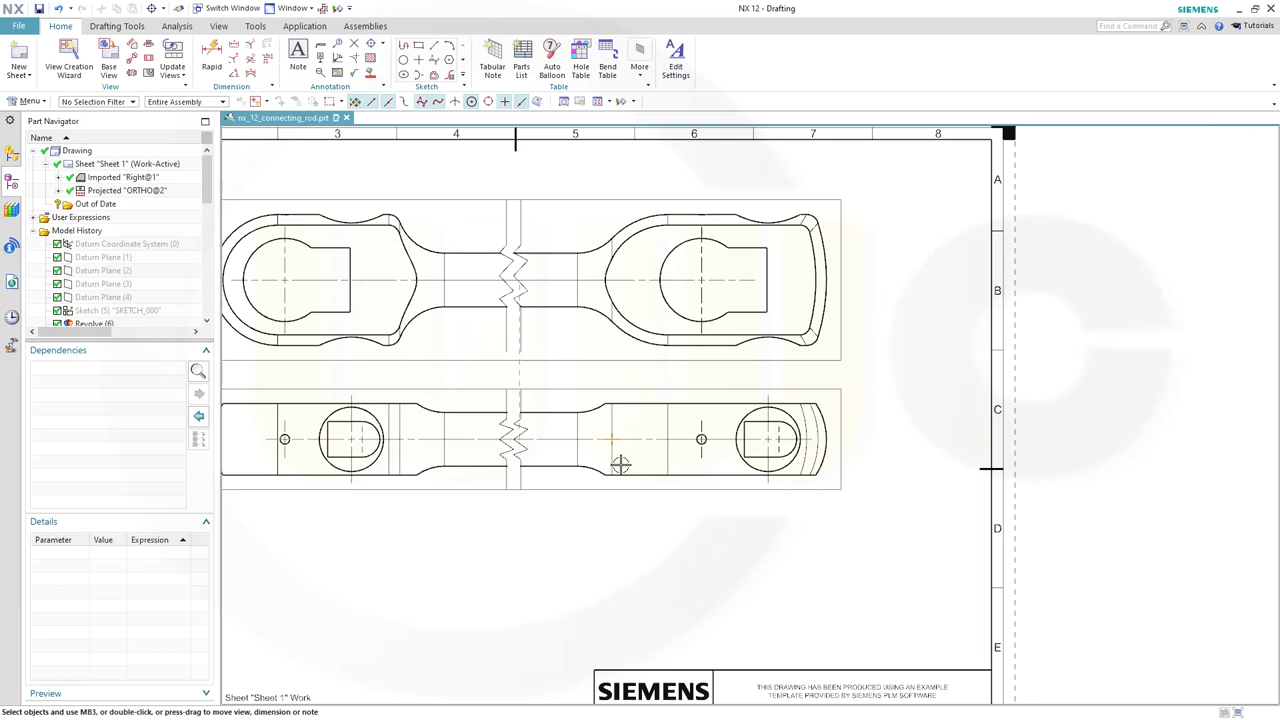 NX
Switch Window
Window
NX 12 - Drafting
SIEMENS
File
Home
Drafting Tools
Analysis
View
Tools
Application
Assemblies
Find a Command
Tutorials
New Sheet
View Creation Wizard
Base View
Update Views
Rapid
Note
Tabular Note
Parts List
Auto Balloon
Hole Table
Bend Table
More
Edit Settings
View
Dimension
Annotation
Sketch
Table
Menu
No Selection Filter
Entire Assembly
Part Navigator
nx_12_connecting_rod.prt
Name
Drawing
Sheet "Sheet 1" (Work-Active)
Imported "Right@1"
Projected "ORTHO@2"
Out of Date
User Expressions
Model History
Datum Coordinate System (0)
Datum Plane (1)
Datum Plane (2)
Datum Plane (3)
Datum Plane (4)
Sketch (5) "SKETCH_000"
Revolve (6)
Dependencies
Details
Parameter
Value
Expression
Preview
3
4
5
6
7
8
A
B
C
D
E
SIEMENS
THIS DRAWING HAS BEEN PRODUCED USING AN EXAMPLE
TEMPLATE PROVIDED BY SIEMENS PLM SOFTWARE
Sheet "Sheet 1" Work
Select objects and use MB3, or double-click, or press-drag to move view, dimension or note